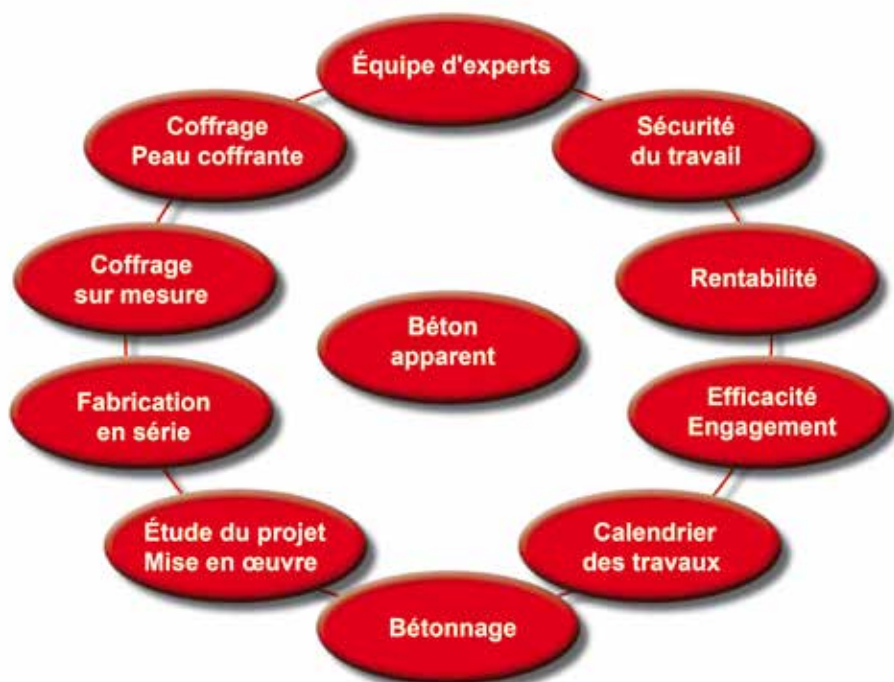 Équipe d'experts
Sécurité
du travail
Rentabilité
Efficacité
Engagement
Calendrier
des travaux
Bétonnage
Étude du projet
Mise en œuvre
Fabrication
en série
Coffrage
sur mesure
Coffrage
Peau coffrante
Béton
apparent